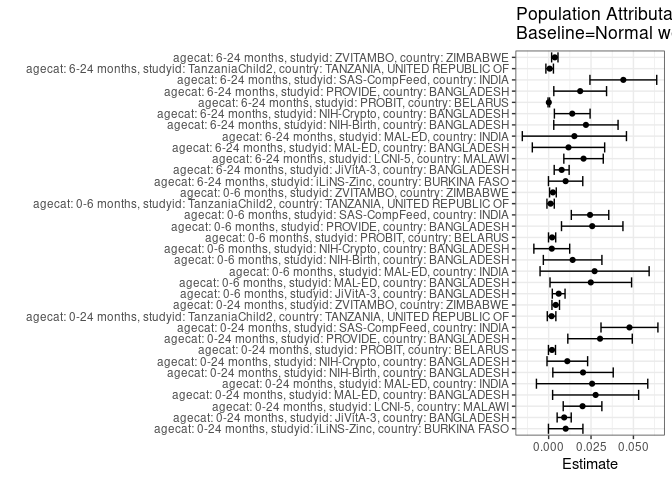 Population Attributa
Baseline=Normal w
agecat: 6-24 months, studyid: ZVITAMBO, country: ZIMBABWE
agecat: 6-24 months, studyid: TanzaniaChild2, country: TANZANIA, UNITED REPUBLIC OF
agecat: 6-24 months, studyid: SAS-CompFeed, country: INDIA
agecat: 6-24 months, studyid: PROVIDE, country: BANGLADESH
agecat: 6-24 months, studyid: PROBIT, country: BELARUS
agecat: 6-24 months, studyid: NIH-Crypto, country: BANGLADESH
agecat: 6-24 months, studyid: NIH-Birth, country: BANGLADESH
agecat: 6-24 months, studyid: MAL-ED, country: INDIA
agecat: 6-24 months, studyid: MAL-ED, country: BANGLADESH
agecat: 6-24 months, studyid: LCNI-5, country: MALAWI
agecat: 6-24 months, studyid: JiVitA-3, country: BANGLADESH
agecat: 6-24 months, studyid: iLiNS-Zinc, country: BURKINA FASO
agecat: 0-6 months, studyid: ZVITAMBO, country: ZIMBABWE
agecat: 0-6 months, studyid: TanzaniaChild2, country: TANZANIA, UNITED REPUBLIC OF
agecat: 0-6 months, studyid: SAS-CompFeed, country: INDIA
agecat: 0-6 months, studyid: PROVIDE, country: BANGLADESH
agecat: 0-6 months, studyid: PROBIT, country: BELARUS
agecat: 0-6 months, studyid: NIH-Crypto, country: BANGLADESH
agecat: 0-6 months, studyid: NIH-Birth, country: BANGLADESH
agecat: 0-6 months, studyid: MAL-ED, country: INDIA
agecat: 0-6 months, studyid: MAL-ED, country: BANGLADESH
agecat: 0-6 months, studyid: JiVitA-3, country: BANGLADESH
agecat: 0-24 months, studyid: ZVITAMBO, country: ZIMBABWE
agecat: 0-24 months, studyid: TanzaniaChild2, country: TANZANIA, UNITED REPUBLIC OF
agecat: 0-24 months, studyid: SAS-CompFeed, country: INDIA
agecat: 0-24 months, studyid: PROVIDE, country: BANGLADESH
agecat: 0-24 months, studyid: PROBIT, country: BELARUS
agecat: 0-24 months, studyid: NIH-Crypto, country: BANGLADESH
agecat: 0-24 months, studyid: NIH-Birth, country: BANGLADESH
agecat: 0-24 months, studyid: MAL-ED, country: INDIA
agecat: 0-24 months, studyid: MAL-ED, country: BANGLADESH
agecat: 0-24 months, studyid: LCNI-5, country: MALAWI
agecat: 0-24 months, studyid: JiVitA-3, country: BANGLADESH
agecat: 0-24 months, studyid: iLiNS-Zinc, country: BURKINA FASO
0.000 0.025 0.050
Estimate